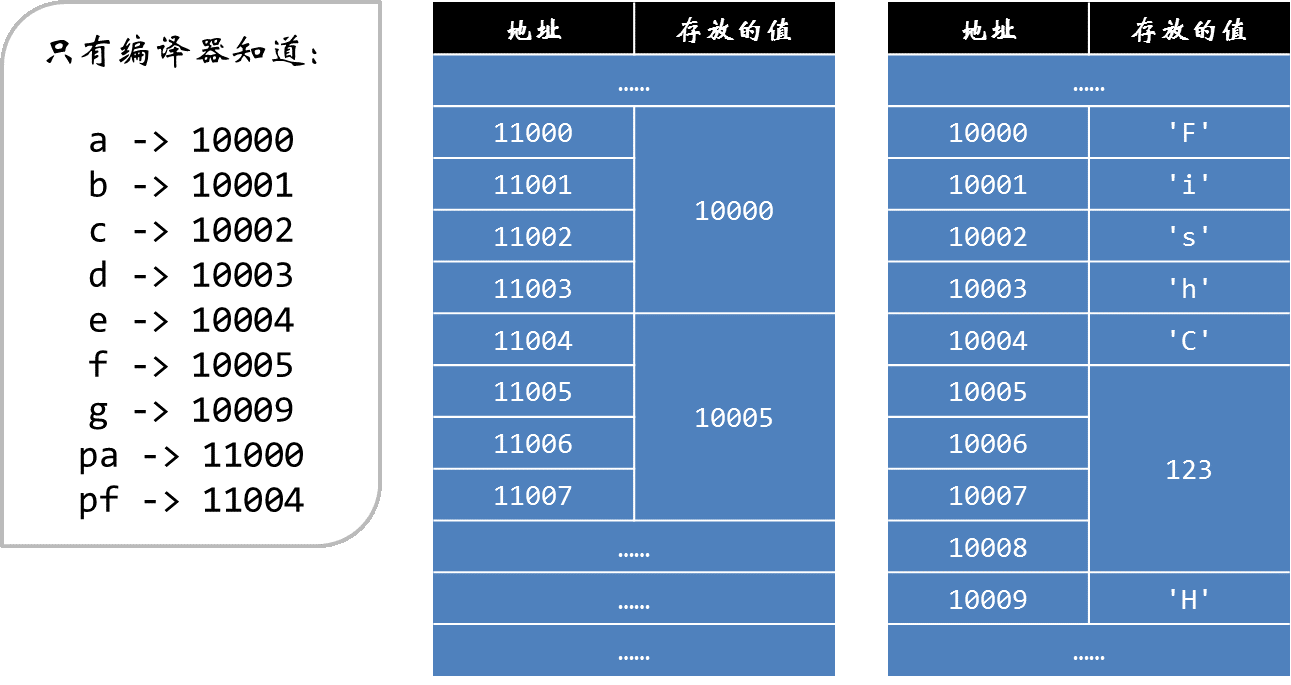 只有编译器知道：
a -> 10000
b -> 10001
c -> 10002
d -> 10003
e -> 10004
f -> 10005
g -> 10009
pa -> 11000
pf -> 11004
地址 存放的值
……
11000
11001
10000
11002
11003
11004
11005
10005
11006
11007
……
……
……
地址 存放的值
……
10000 'F'
10001 'i'
10002 's'
10003 'h'
10004 'C'
10005
10006
123
10007
10008
10009 'H'
……